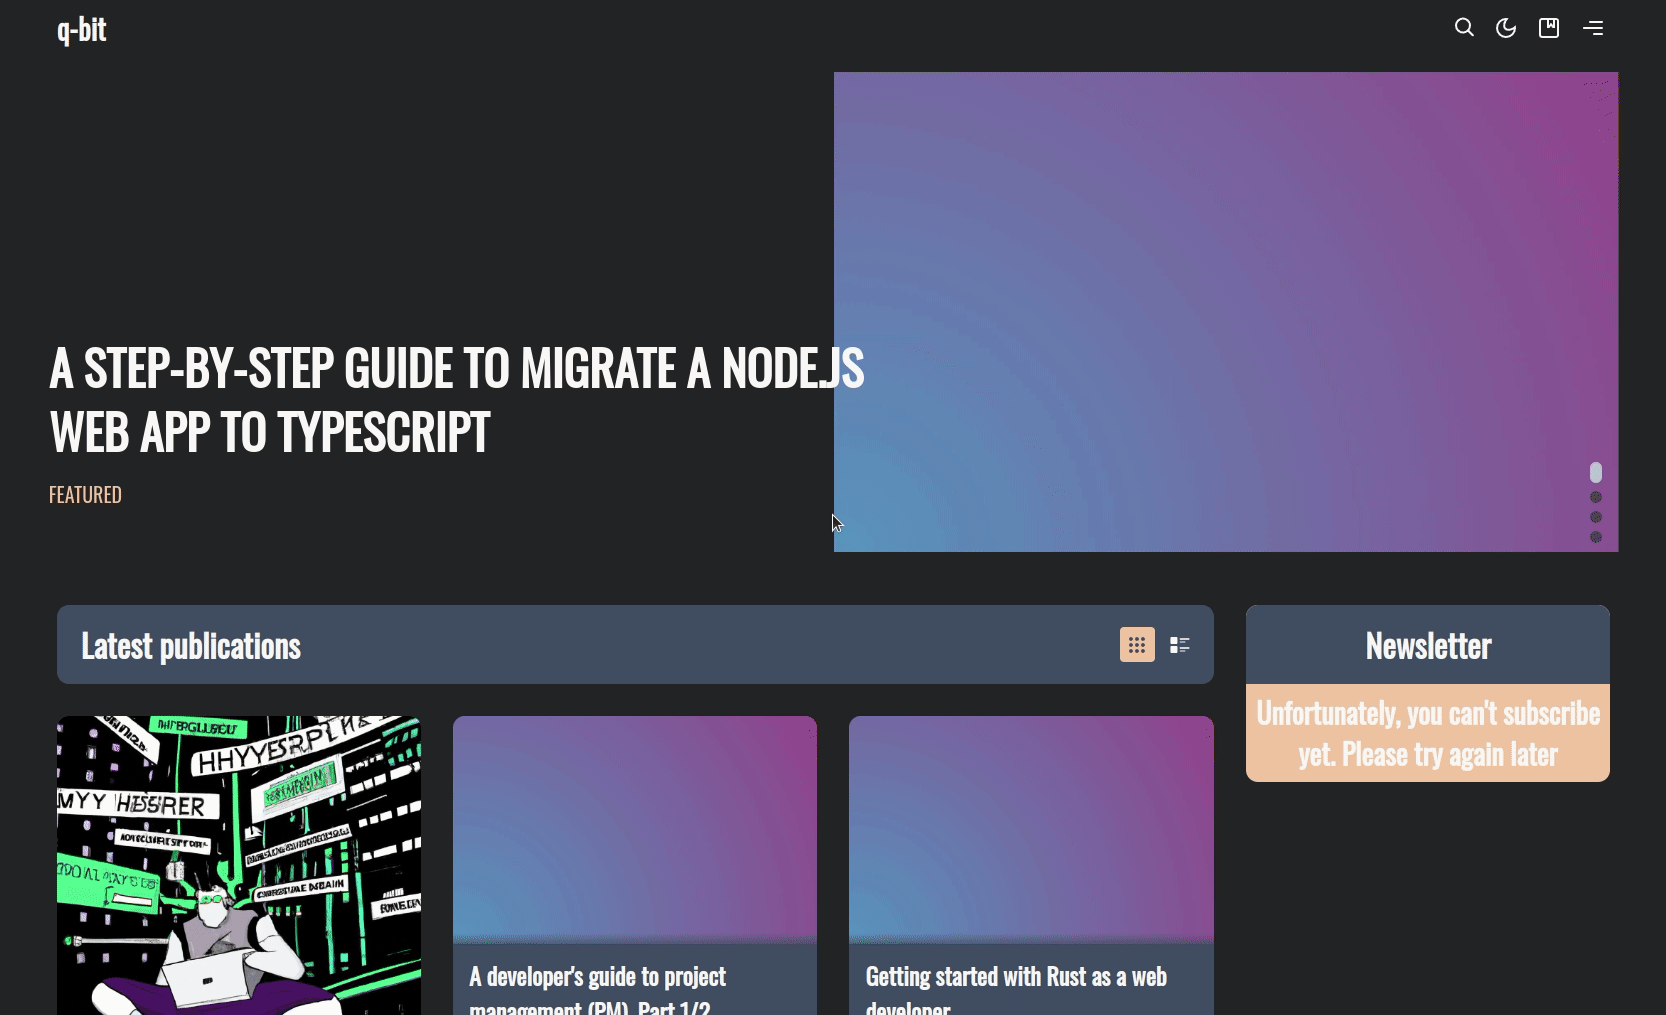 q-bit
A STEP-BY-STEP GUIDE TO MIGRATE A NODE.JS
WEB APP TO TYPESCRIPT
FEATURED
Latest publications
Newsletter
Unfortunately, you can't subscribe
yet. Please try again later
MYY HESRER
A developer's guide to project
management (PM). Part 1/2
Getting started with Rust as a web
developer